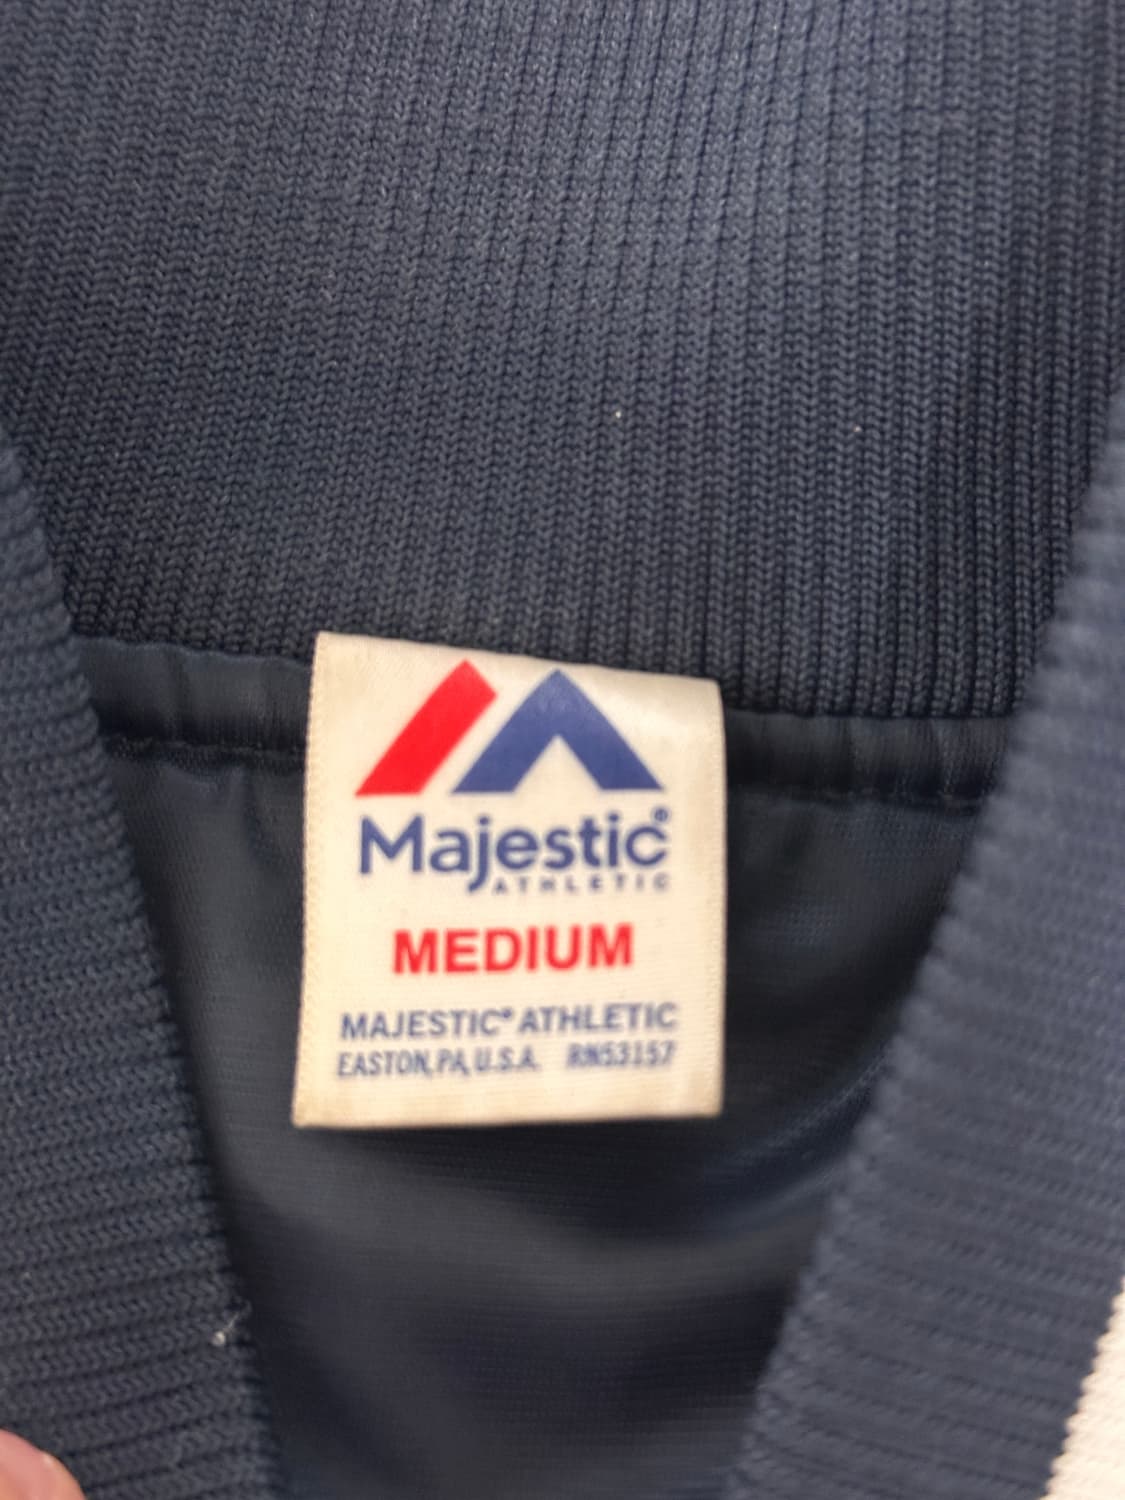 Majestic®
ATHLETIC
MEDIUM
MAJESTIC® ATHLETIC
EASTON, PA, U.S.A. RN53157